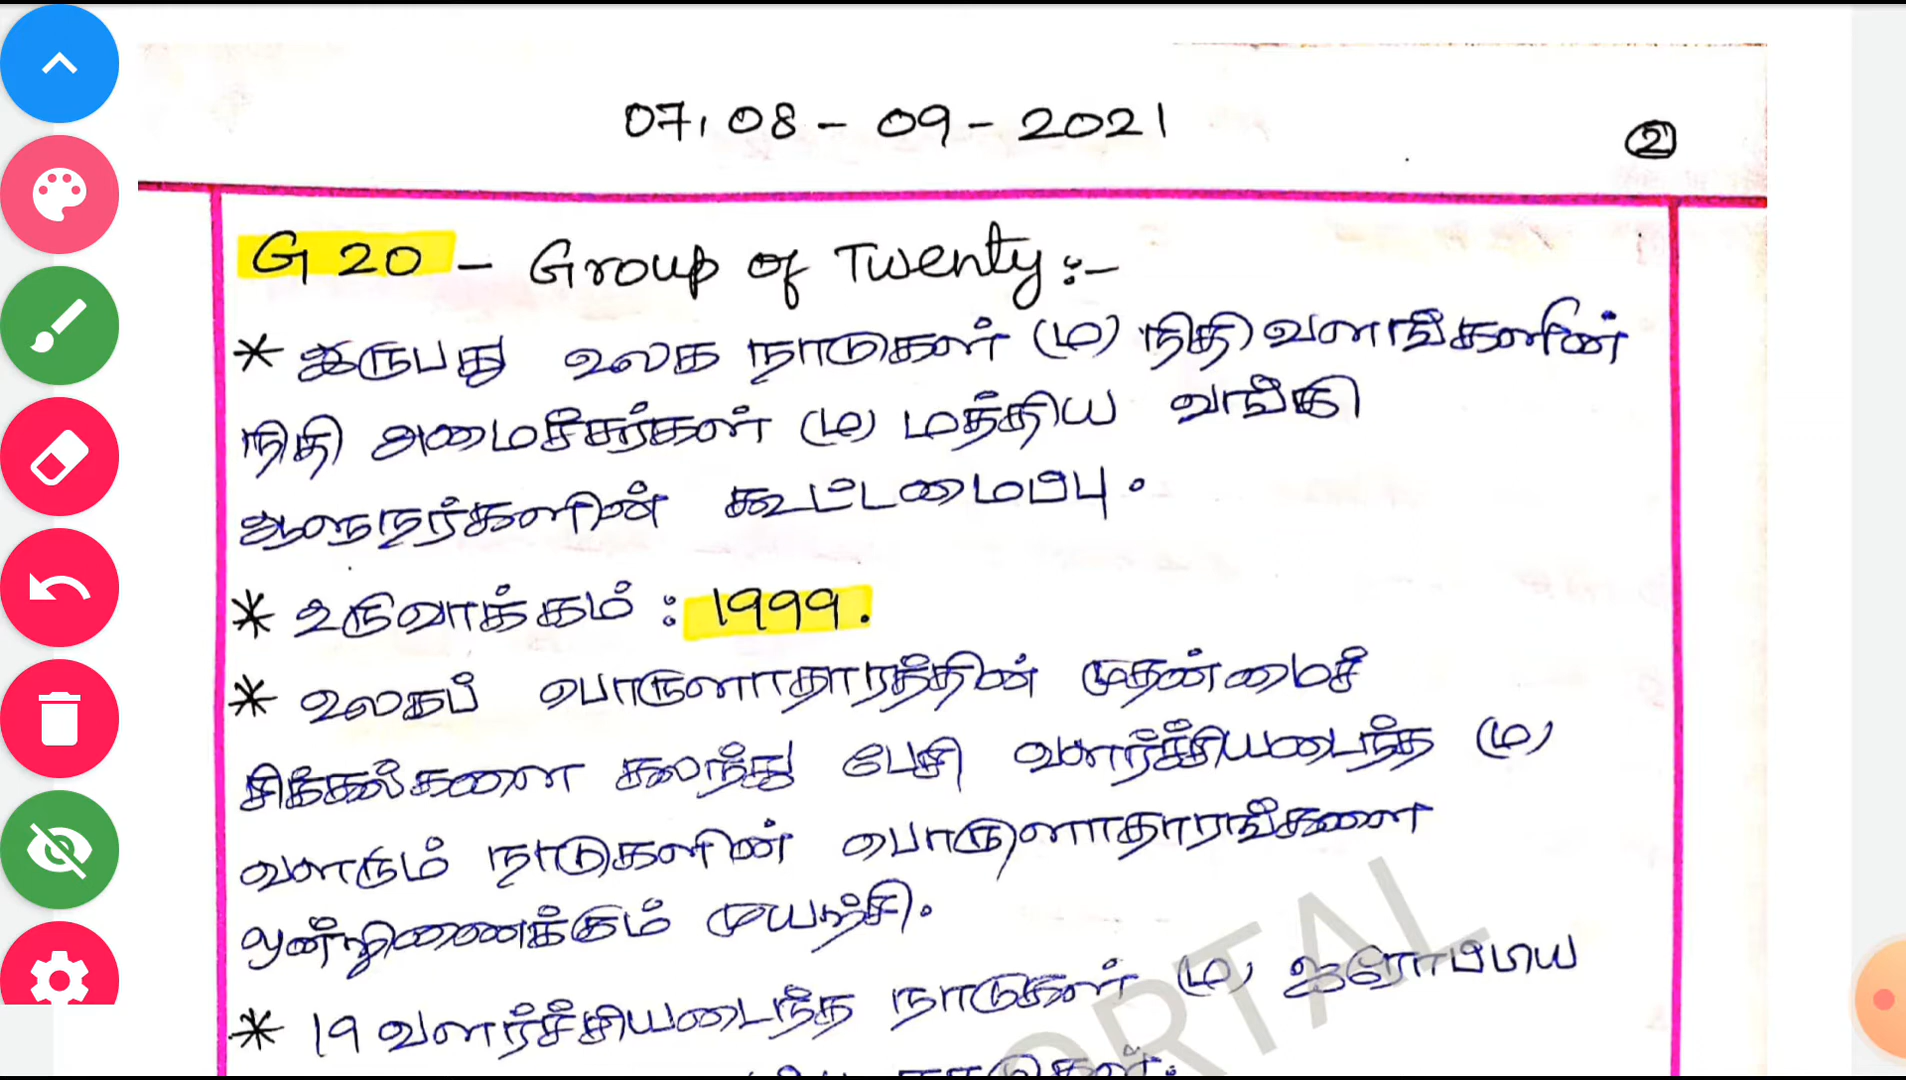 07, 08 - 09 - 2021
2
G20 - Group of Twenty :-
* இருபது உலக நாடுகள் (ம) நிதி வளங்களின்
நிதி அமைச்சர்கள் (ம) மத்திய வங்கி
ஆளுநர்களின் கூட்டமைப்பு.
* உருவாக்கம் : 1999.
* உலகப் பொருளாதாரத்தின் முதன்மைச்
சிக்கல்களை கலந்து பேசி வளர்ச்சியடைந்த (ம)
வளரும் நாடுகளின் பொருளாதாரங்களை
ஒன்றிணைக்கும் முயற்சி.
* 19 வளர்ச்சியடைந்த நாடுகள் (ம) ஐரோப்பிய